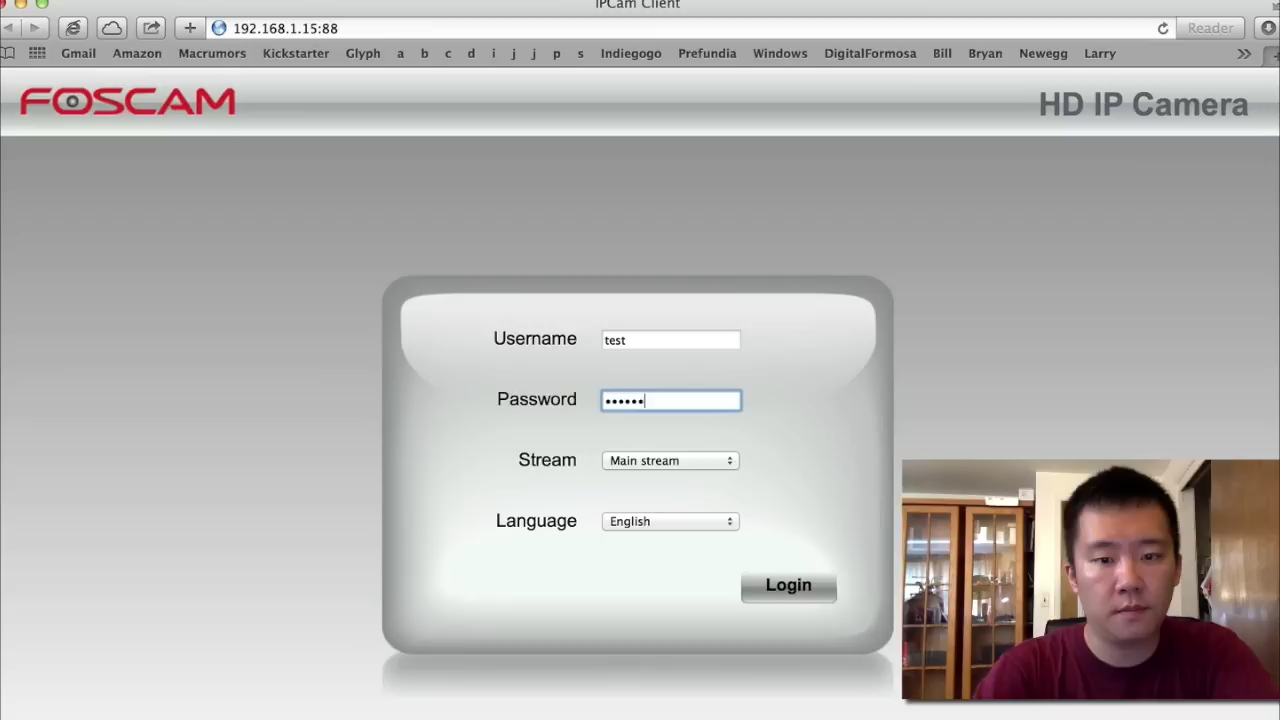 IPCam Client
192.168.1.15:88
Reader
Gmail Amazon Macrumors Kickstarter Glyph a b c d i j j p s Indiegogo Prefundia Windows DigitalFormosa Bill Bryan Newegg Larry
FOSCAM
HD IP Camera
Username test
Password ••••••
Stream Main stream
Language English
Login